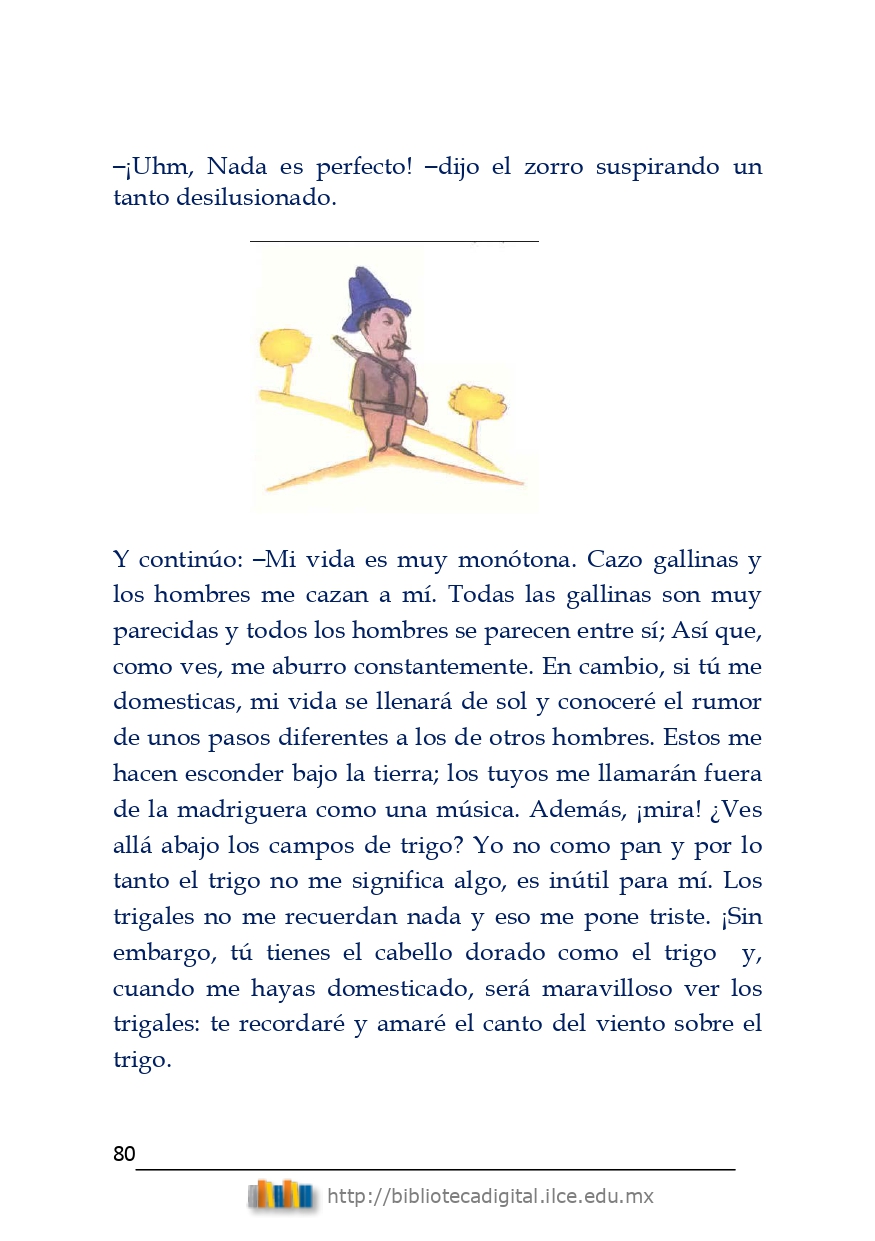 –¡Uhm, Nada es perfecto! –dijo el zorro suspirando un
tanto desilusionado.
Y continúo: –Mi vida es muy monótona. Cazo gallinas y
los hombres me cazan a mí. Todas las gallinas son muy
parecidas y todos los hombres se parecen entre sí; Así que,
como ves, me aburro constantemente. En cambio, si tú me
domesticas, mi vida se llenará de sol y conoceré el rumor
de unos pasos diferentes a los de otros hombres. Estos me
hacen esconder bajo la tierra; los tuyos me llamarán fuera
de la madriguera como una música. Además, ¡mira! ¿Ves
allá abajo los campos de trigo? Yo no como pan y por lo
tanto el trigo no me significa algo, es inútil para mí. Los
trigales no me recuerdan nada y eso me pone triste. ¡Sin
embargo, tú tienes el cabello dorado como el trigo y,
cuando me hayas domesticado, será maravilloso ver los
trigales: te recordaré y amaré el canto del viento sobre el
trigo.
80
http://bibliotecadigital.ilce.edu.mx